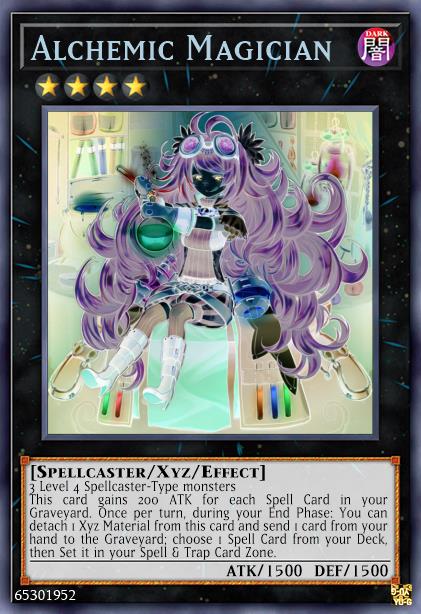 ALCHEMIC MAGICIAN
DARK
闇
[SPELLCASTER/XYZ/EFFECT]
3 Level 4 Spellcaster-Type monsters
This card gains 200 ATK for each Spell Card in your
Graveyard. Once per turn, during your End Phase: You can
detach 1 Xyz Material from this card and send 1 card from your
hand to the Graveyard; choose 1 Spell Card from your Deck,
then Set it in your Spell & Trap Card Zone.
ATK/1500 DEF/1500
65301952